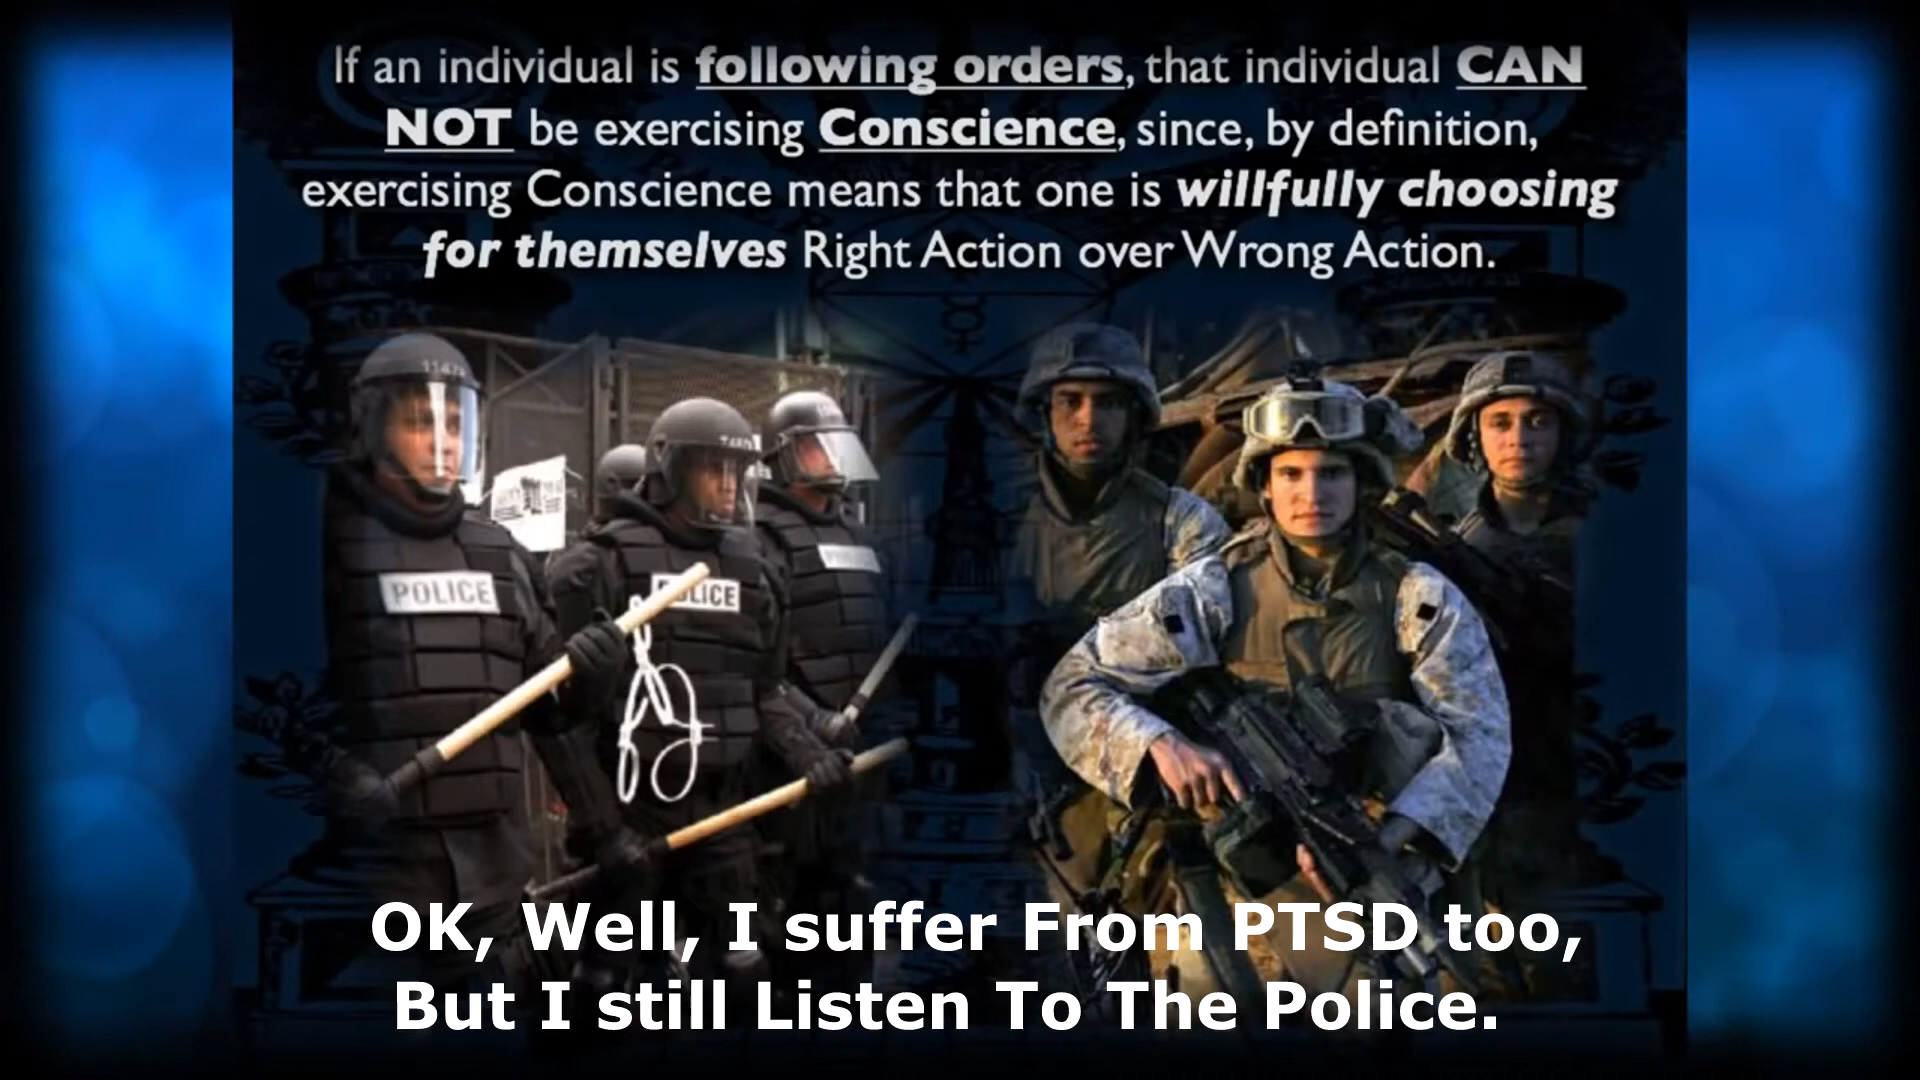 If an individual is following orders, that individual CAN
NOT be exercising Conscience, since, by definition,
exercising Conscience means that one is willfully choosing
for themselves Right Action over Wrong Action.
POLICE
POLICE
OK, Well, I suffer From PTSD too,
But I still Listen To The Police.